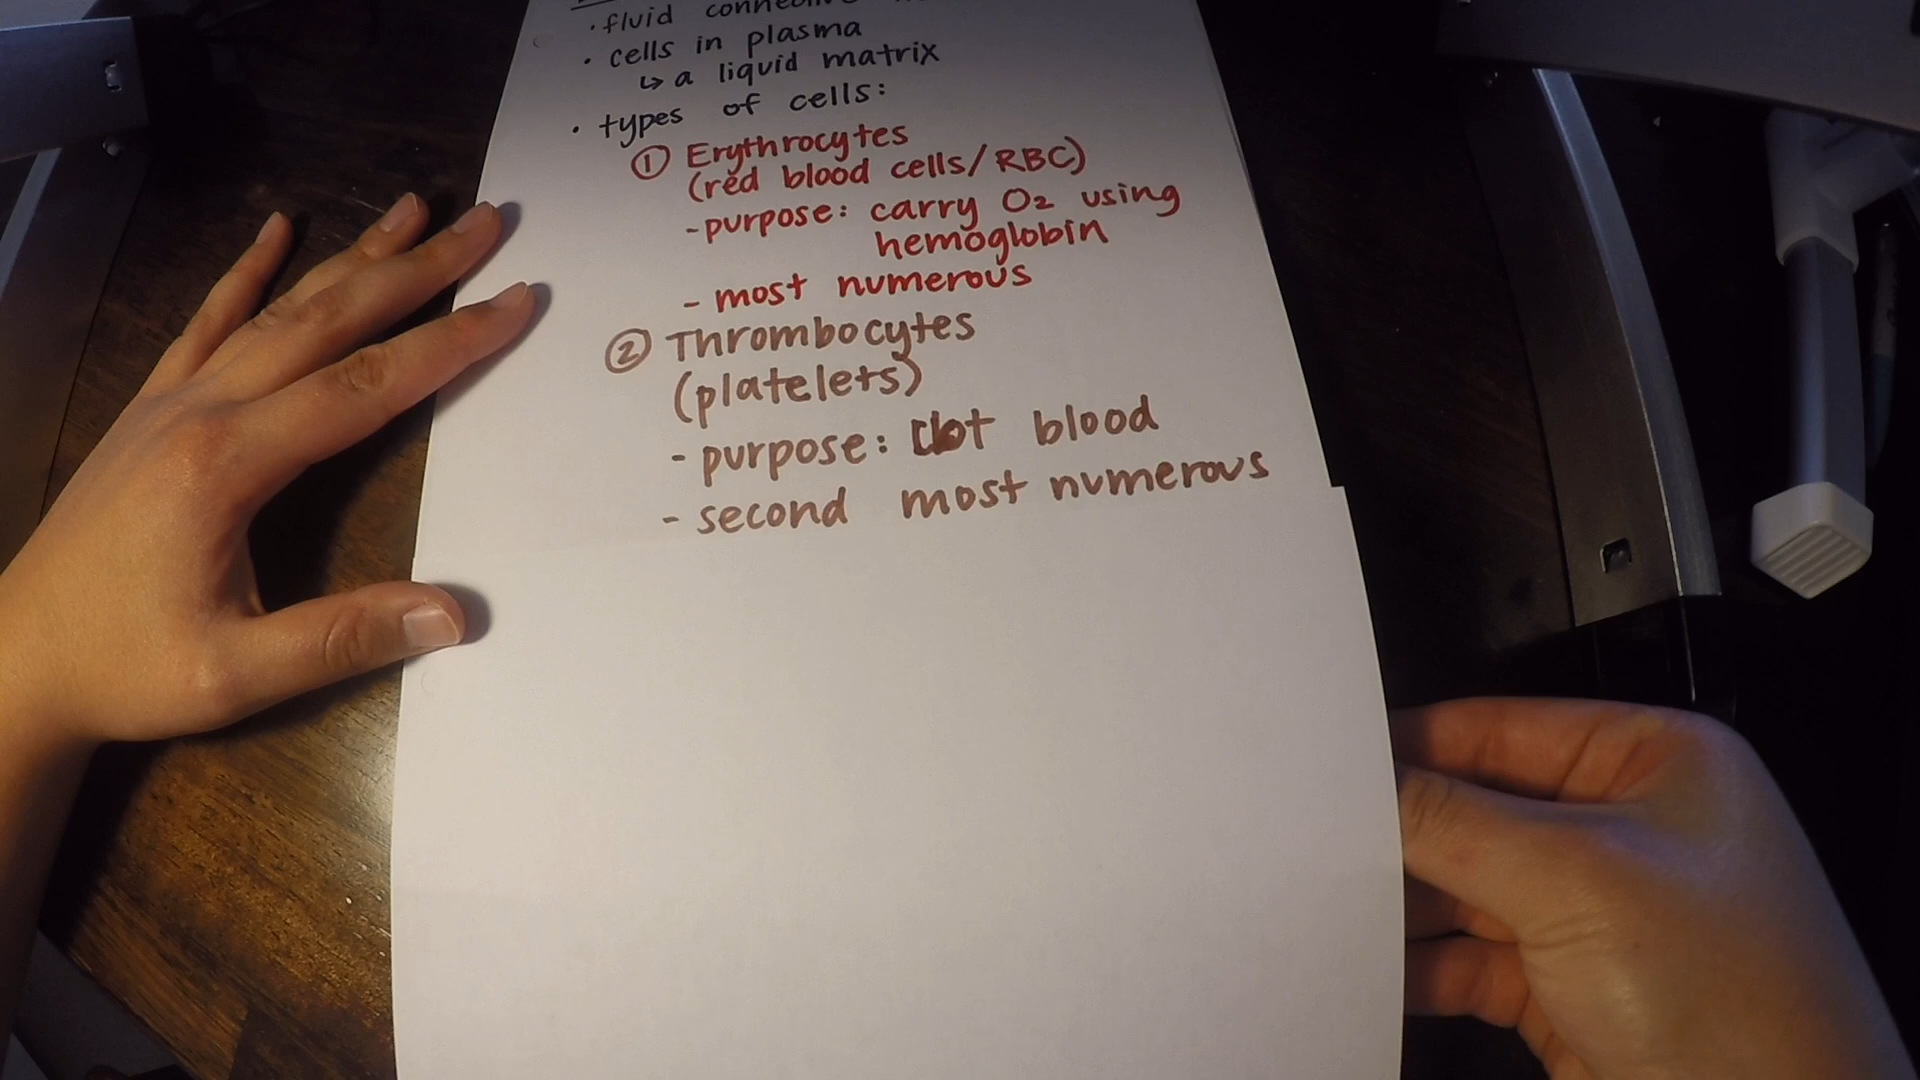 · fluid
· cells in plasma
↳ a liquid matrix
· types of cells:
① Erythrocytes
(red blood cells/RBC)
- purpose: carry O2 using
hemoglobin
- most numerous
② Thrombocytes
(platelets)
- purpose: clot blood
- second most numerous